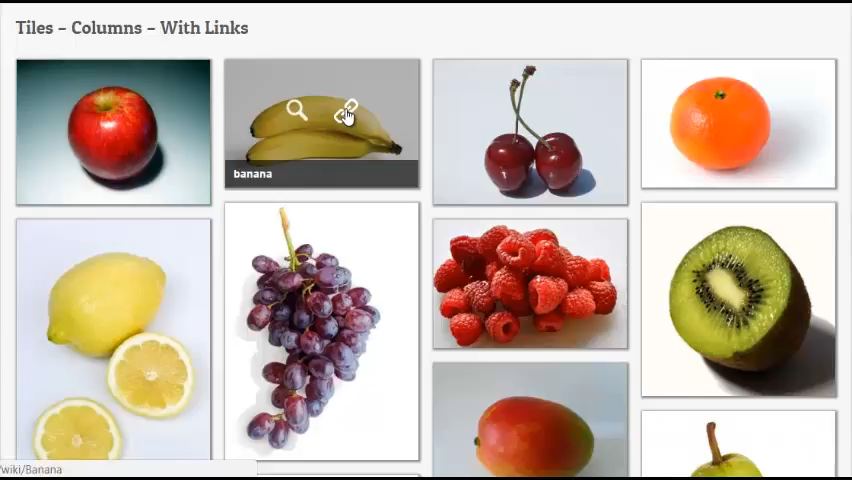 Tiles – Columns – With Links
banana
/wiki/Banana